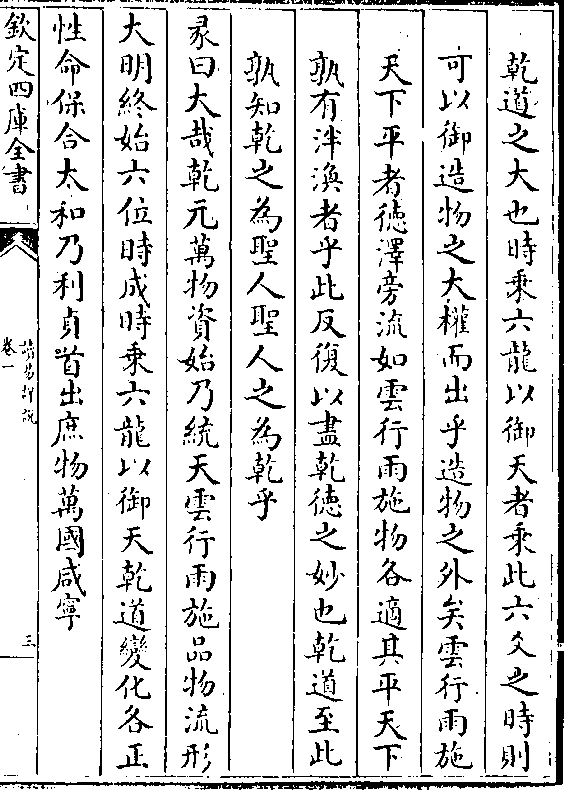 乾道之大也時乘六龍以御天者乘此六爻之時則
可以御造物之大權而出乎造物之外矣雲行雨施
天下平者徳澤旁流如雲行雨施物各適其平天下
孰有泮渙者乎此反復以盡乾徳之妙也乾道至此
孰知乾之為聖人聖人之為乾乎
彖曰大哉乾元萬物資始乃統天雲行雨施品物流形
大明終始六位時成時乘六龍以御天乾道變化各正
性命保合太和乃利貞首出庶物萬國咸寧
欽定四庫全書
讀易詳說
卷一
三